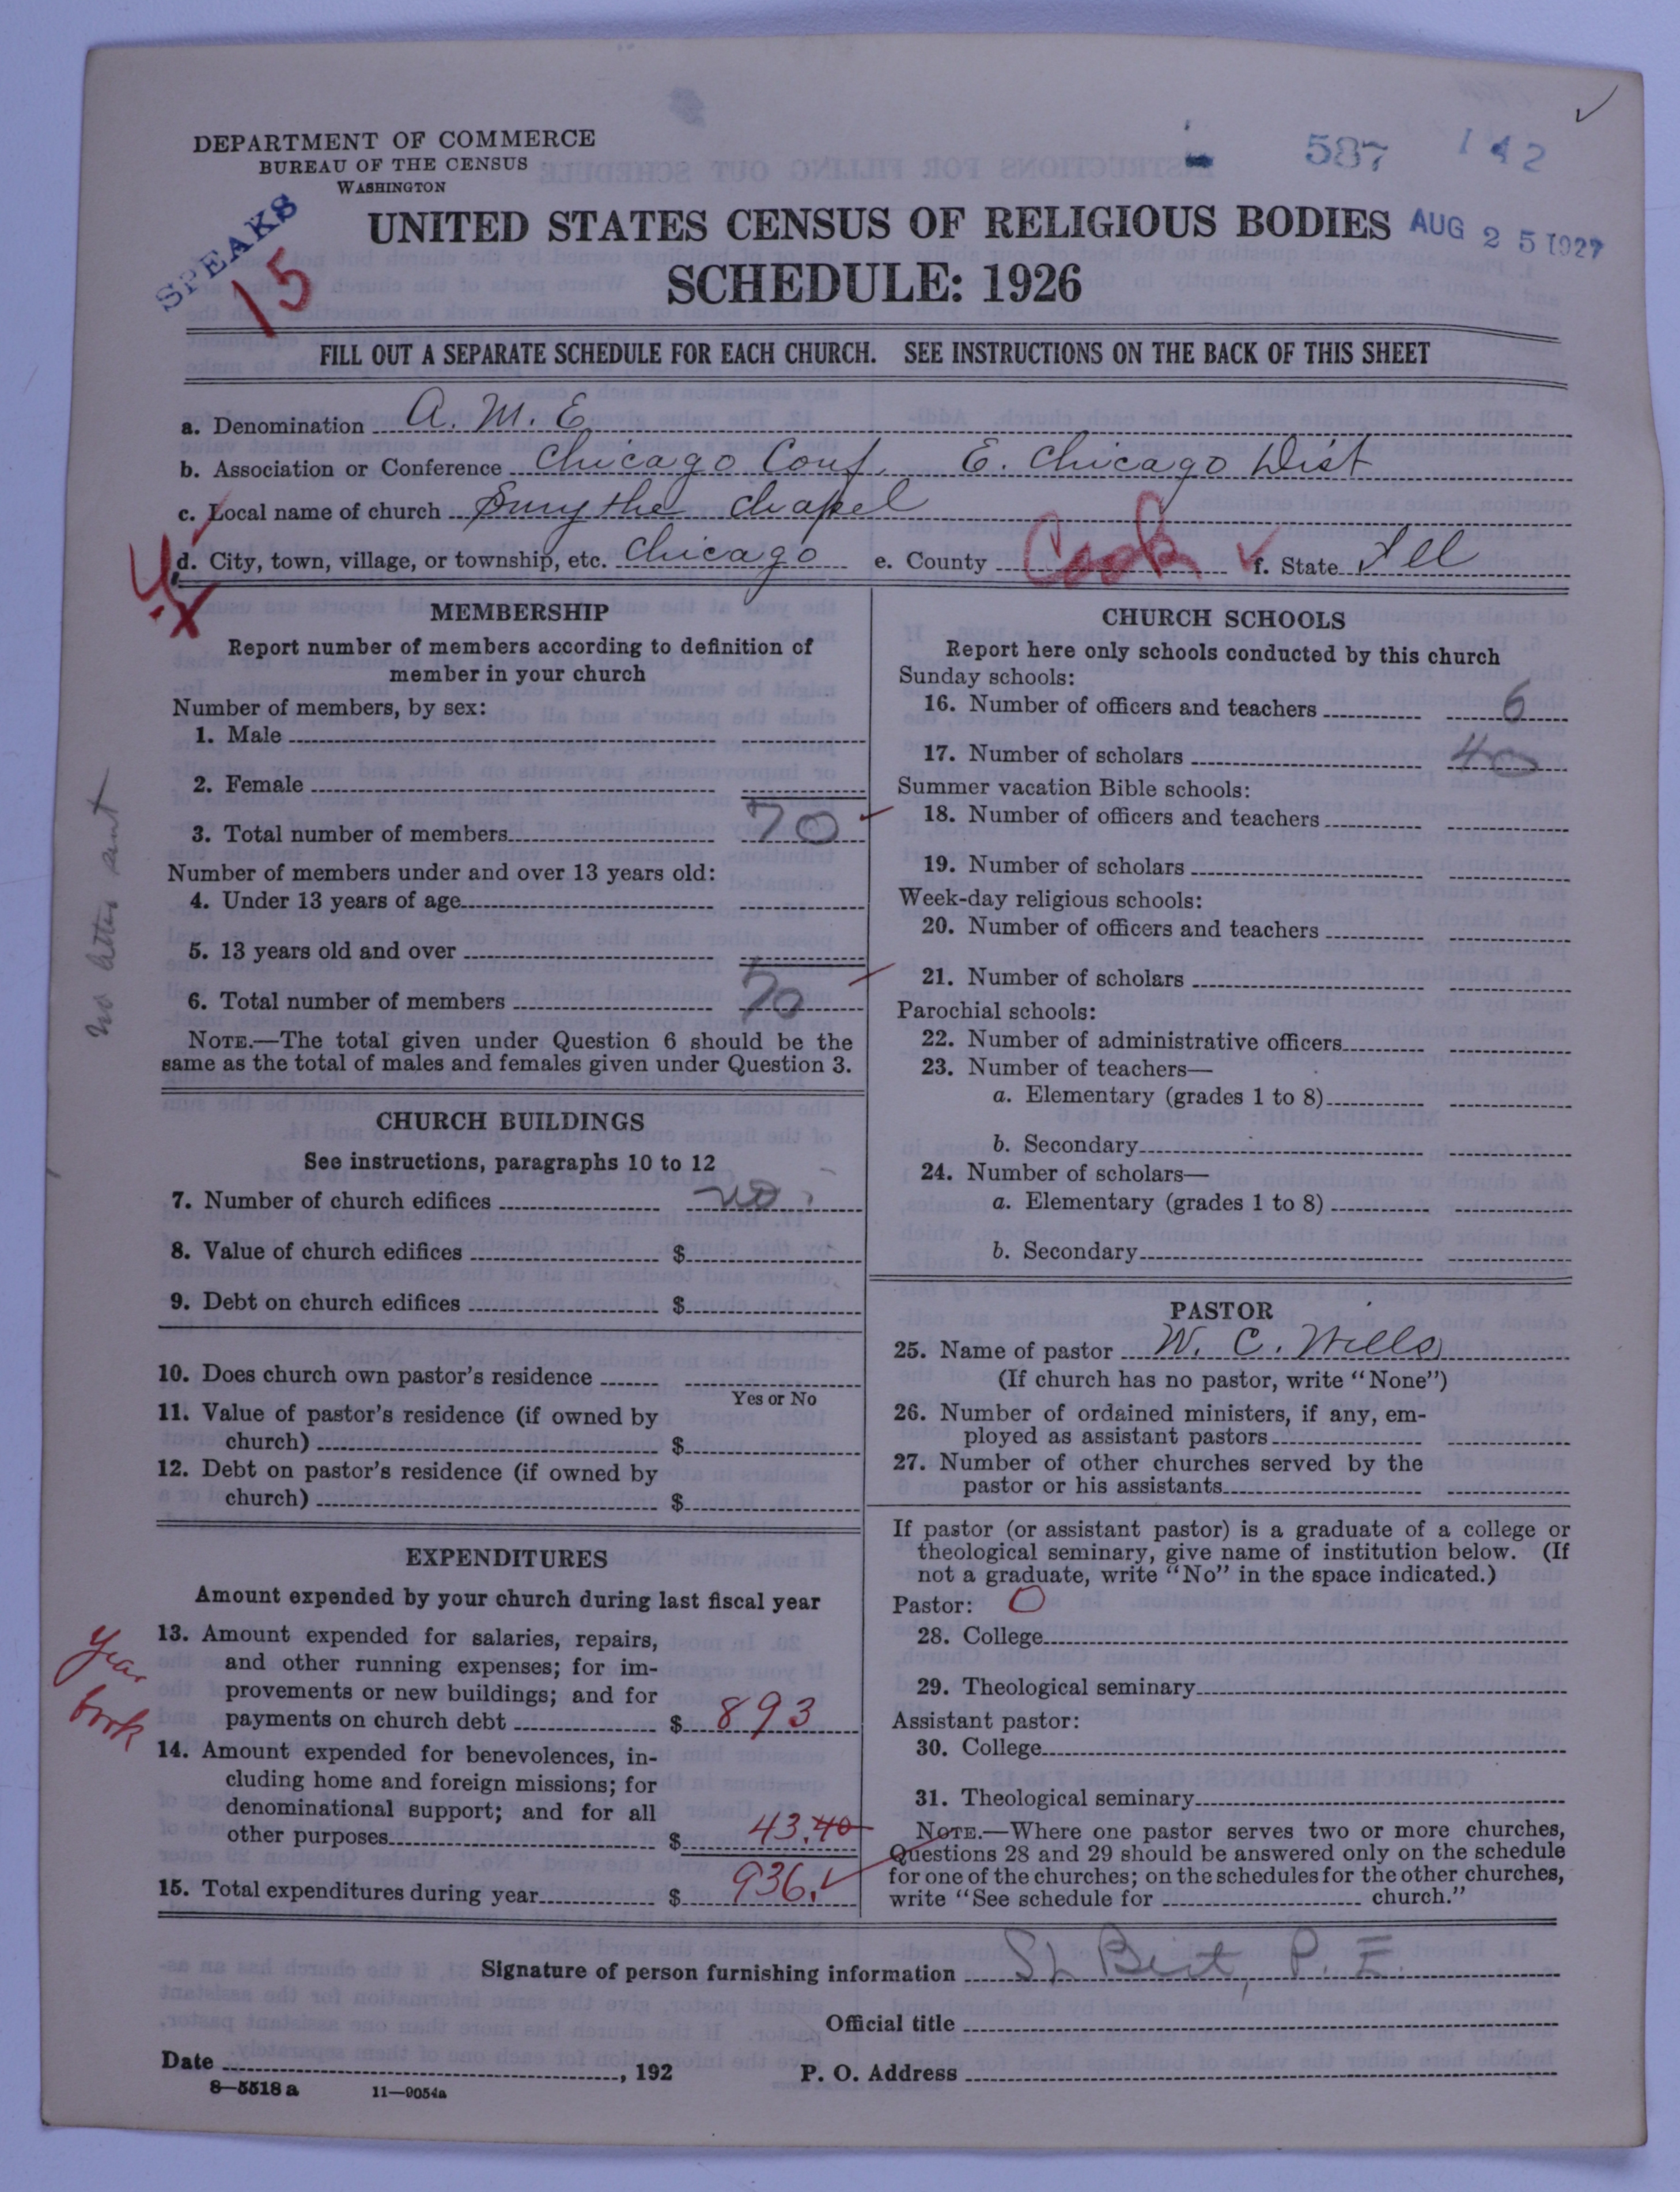 DEPARTMENT OF COMMERCE
BUREAU OF THE CENSUS
WASHINGTON
587 142
SPEAKS
15
UNITED STATES CENSUS OF RELIGIOUS BODIES
AUG 25 1927
SCHEDULE: 1926
FILL OUT A SEPARATE SCHEDULE FOR EACH CHURCH. SEE INSTRUCTIONS ON THE BACK OF THIS SHEET
a. Denomination A. M. E
b. Association or Conference Chicago Conf. E. Chicago Dist
c. Local name of church Smythe Chapel
d. City, town, village, or township, etc. Chicago e. County Cook f. State Ill
MEMBERSHIP
Report number of members according to definition of
member in your church
Number of members, by sex:
1. Male
2. Female
3. Total number of members 70
Number of members under and over 13 years old:
4. Under 13 years of age
5. 13 years old and over
6. Total number of members 70
NOTE.—The total given under Question 6 should be the
same as the total of males and females given under Question 3.
no letter sent
CHURCH BUILDINGS
See instructions, paragraphs 10 to 12
7. Number of church edifices no
8. Value of church edifices $
9. Debt on church edifices $
10. Does church own pastor's residence
Yes or No
11. Value of pastor's residence (if owned by
church) $
12. Debt on pastor's residence (if owned by
church) $
EXPENDITURES
Amount expended by your church during last fiscal year
Year
book
13. Amount expended for salaries, repairs,
and other running expenses; for im-
provements or new buildings; and for
payments on church debt $ 893
14. Amount expended for benevolences, in-
cluding home and foreign missions; for
denominational support; and for all
other purposes $ 43.40
15. Total expenditures during year $ 936.
CHURCH SCHOOLS
Report here only schools conducted by this church
Sunday schools:
16. Number of officers and teachers 6
17. Number of scholars 40
Summer vacation Bible schools:
18. Number of officers and teachers
19. Number of scholars
Week-day religious schools:
20. Number of officers and teachers
21. Number of scholars
Parochial schools:
22. Number of administrative officers
23. Number of teachers—
a. Elementary (grades 1 to 8)
b. Secondary
24. Number of scholars—
a. Elementary (grades 1 to 8)
b. Secondary
PASTOR
25. Name of pastor W. C. Wells
(If church has no pastor, write "None")
26. Number of ordained ministers, if any, em-
ployed as assistant pastors
27. Number of other churches served by the
pastor or his assistants
If pastor (or assistant pastor) is a graduate of a college or
theological seminary, give name of institution below. (If
not a graduate, write "No" in the space indicated.)
Pastor: O
28. College
29. Theological seminary
Assistant pastor:
30. College
31. Theological seminary
NOTE.—Where one pastor serves two or more churches,
Questions 28 and 29 should be answered only on the schedule
for one of the churches; on the schedules for the other churches,
write "See schedule for church."
Signature of person furnishing information P. E.
Official title
Date , 192 P. O. Address
8—5518 a 11—9054a